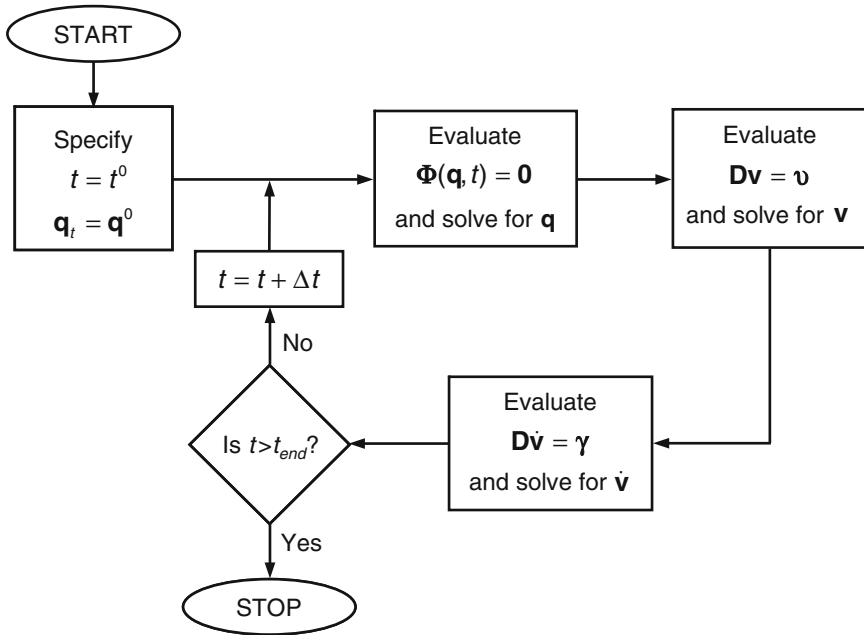 START
Specify
t = t⁰
𝐪ₜ = 𝐪⁰
Evaluate
𝚽(𝐪, t) = 𝟎
and solve for 𝐪
Evaluate
𝐃𝐯 = 𝛖
and solve for 𝐯
t = t + Δt
No
Is t>t_end?
Evaluate
𝐃𝐯̇ = 𝛄
and solve for 𝐯̇
Yes
STOP